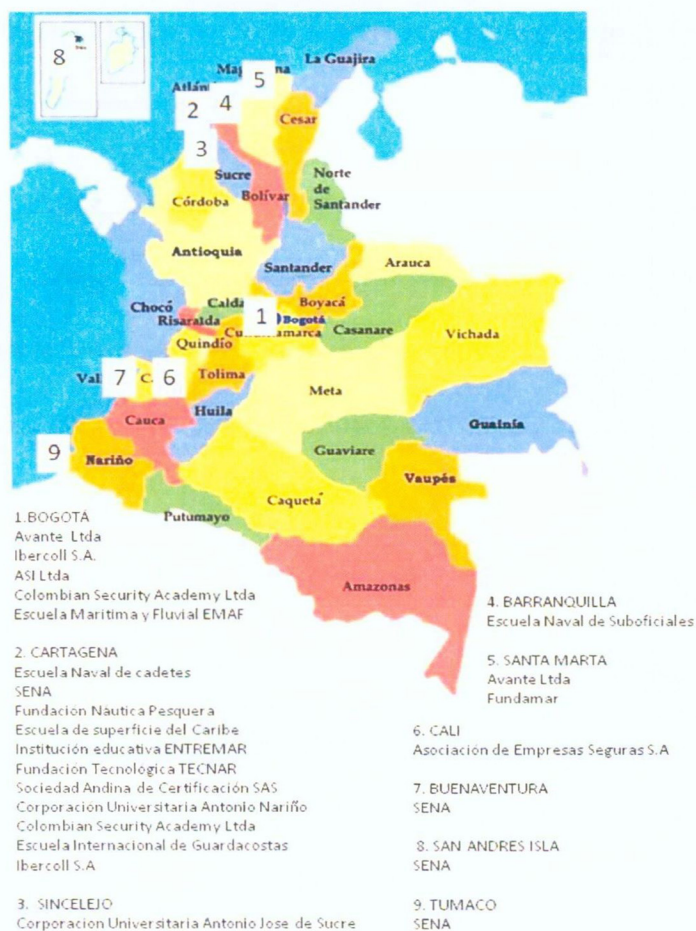 8
La Guajira
5
2
4
Cesar
3
Sucre
Bolívar
Norte
de
Santander
Córdoba
Antioquia
Santander
Arauca
Chocó
Risaralda
1
Boyacá
Bogotá
Casanare
Vichada
Quindío
7
6
Tolima
Meta
Cauca
Huila
Guainía
9
Nariño
Guaviare
Vaupés
Caquetá
Putumayo
Amazonas
1.BOGOTÁ
Avante Ltda
Ibercoll S.A.
ASI Ltda
Colombian Security Academy Ltda
Escuela Maritima y Fluvial EMAF
2. CARTAGENA
Escuela Naval de cadetes
SENA
Fundación Náutica Pesquera
Escuela de superficie del Caribe
Institución educativa ENTREMAR
Fundación Tecnologica TECNAR
Sociedad Andina de Certificación SAS
Corporacion Universitaria Antonio Nariño
Colombian Security Academy Ltda
Escuela Internacional de Guardacostas
Ibercoll S.A
3. SINCELEJO
Corporacion Universitaria Antonio Jose de Sucre
4. BARRANQUILLA
Escuela Naval de Suboficiales
5. SANTA MARTA
Avante Ltda
Fundamar
6. CALI
Asociación de Empresas Seguras S.A
7. BUENAVENTURA
SENA
8. SAN ANDRES ISLA
SENA
9. TUMACO
SENA